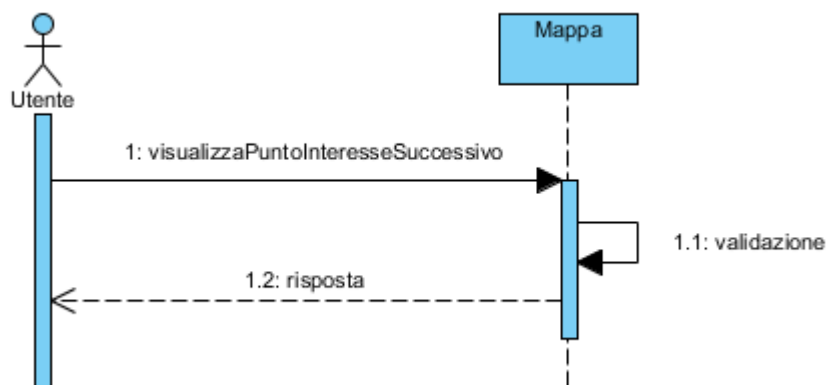 Mappa
Utente
1: visualizzaPuntoInteresseSuccessivo
1.1: validazione
1.2: risposta